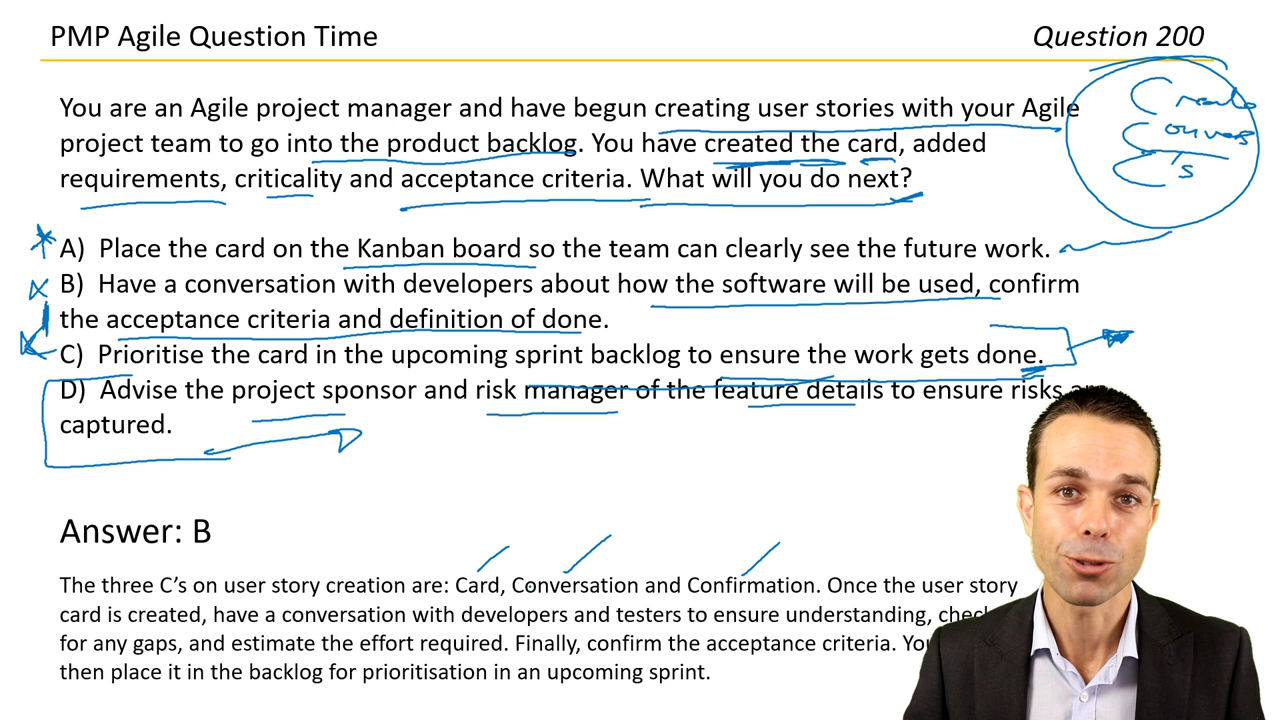 PMP Agile Question Time
Question 200
You are an Agile project manager and have begun creating user stories with your Agile
project team to go into the product backlog. You have created the card, added
requirements, criticality and acceptance criteria. What will you do next?
C's
A) Place the card on the Kanban board so the team can clearly see the future work.
B) Have a conversation with developers about how the software will be used, confirm
the acceptance criteria and definition of done.
C) Prioritise the card in the upcoming sprint backlog to ensure the work gets done.
D) Advise the project sponsor and risk manager of the feature details to ensure risks are
captured.
Answer: B
The three C's on user story creation are: Card, Conversation and Confirmation. Once the user story
card is created, have a conversation with developers and testers to ensure understanding, check
for any gaps, and estimate the effort required. Finally, confirm the acceptance criteria. You
then place it in the backlog for prioritisation in an upcoming sprint.